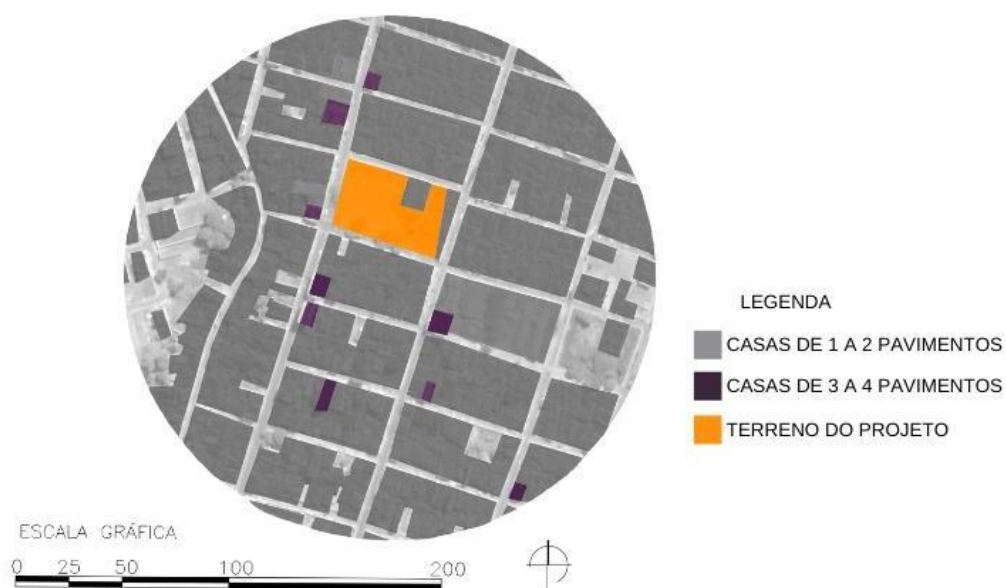 LEGENDA
CASAS DE 1 A 2 PAVIMENTOS
CASAS DE 3 A 4 PAVIMENTOS
TERRENO DO PROJETO
ESCALA GRÁFICA
0 25 50 100 200